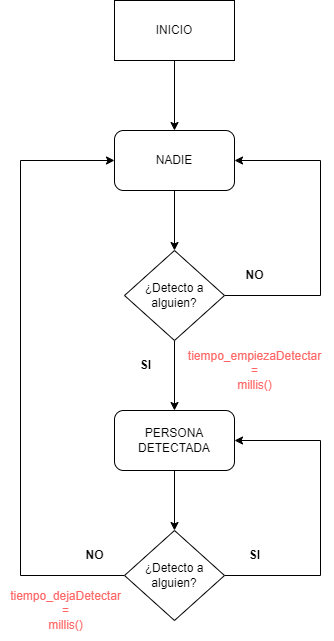 INICIO
NADIE
¿Detecto a
alguien?
NO
SI
tiempo_empiezaDetectar
=
millis()
PERSONA
DETECTADA
¿Detecto a
alguien?
NO
SI
tiempo_dejaDetectar
=
millis()